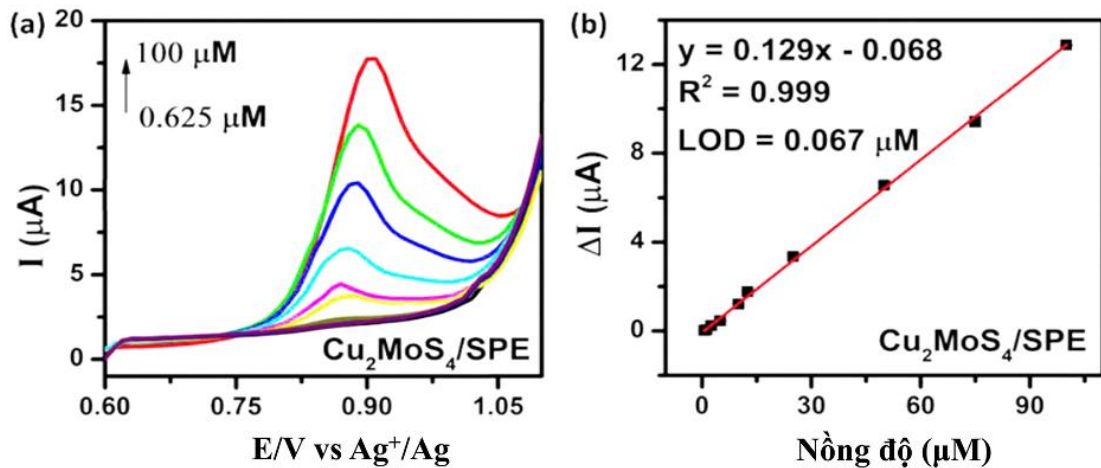 (a)
20
15
10
5
0
I (μA)
100 μM
0.625 μM
Cu₂MoS₄/SPE
0.60 0.75 0.90 1.05
E/V vs Ag⁺/Ag
(b)
12
8
4
0
ΔI (μA)
y = 0.129x - 0.068
R² = 0.999
LOD = 0.067 μM
Cu₂MoS₄/SPE
0 30 60 90
Nồng độ (μM)